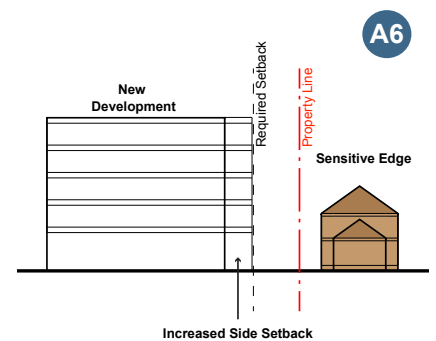 A6
New
Development
Required Setback
Property Line
Sensitive Edge
Increased Side Setback